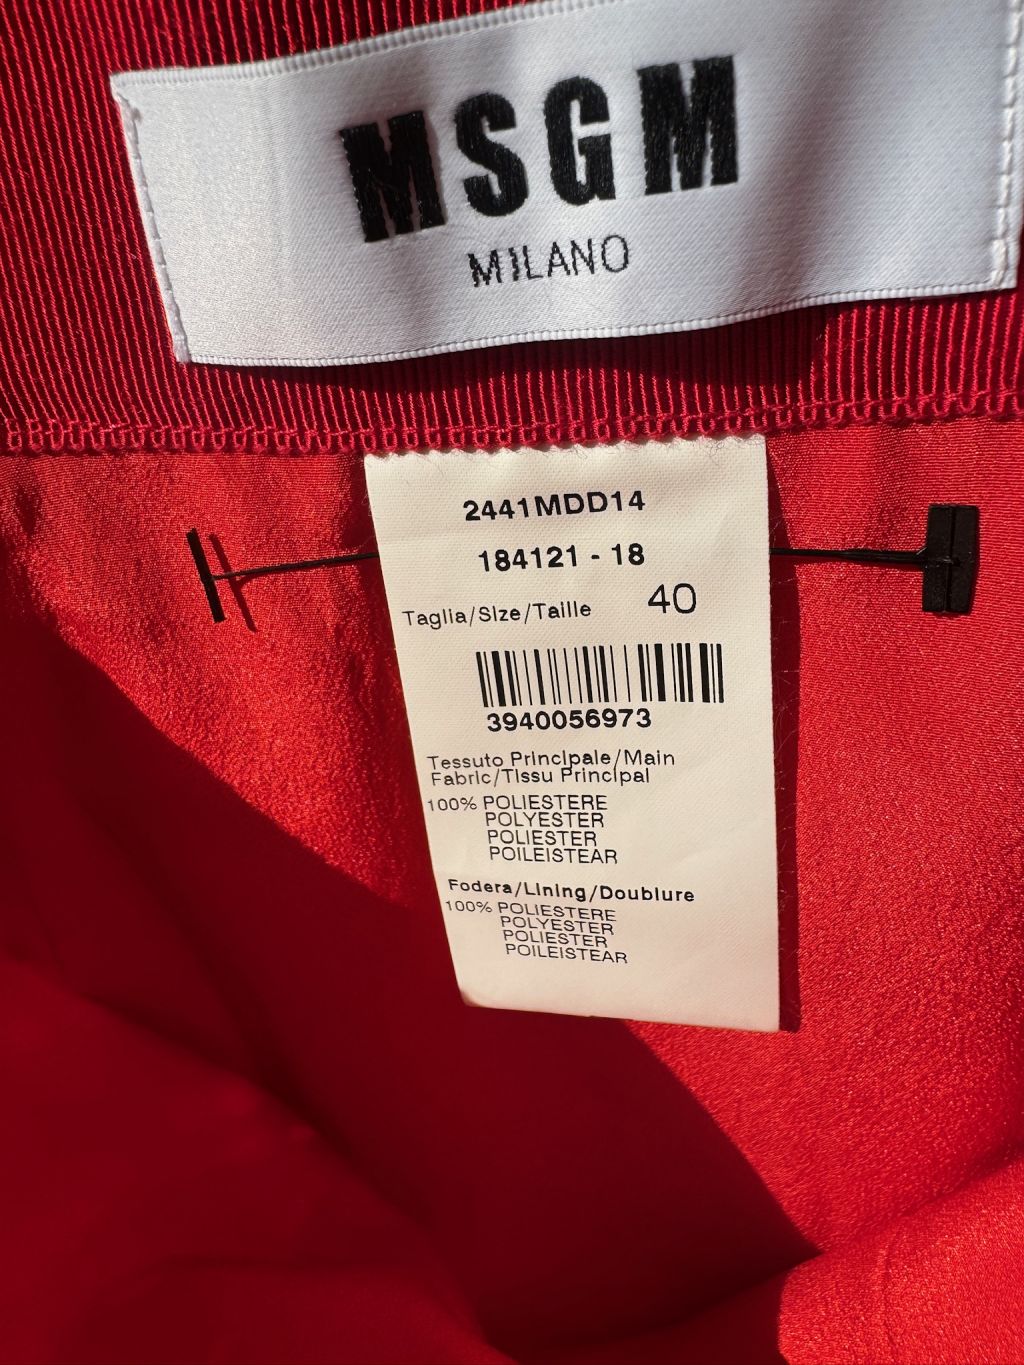 MSGM
MILANO
2441MDD14
184121 - 18
Taglia/Size/Taille 40
3940056973
Tessuto Principale/Main
Fabric/Tissu Principal
100% POLIESTERE
POLYESTER
POLIESTER
POILEISTEAR
Fodera/Lining/Doublure
100% POLIESTERE
POLYESTER
POLIESTER
POILEISTEAR